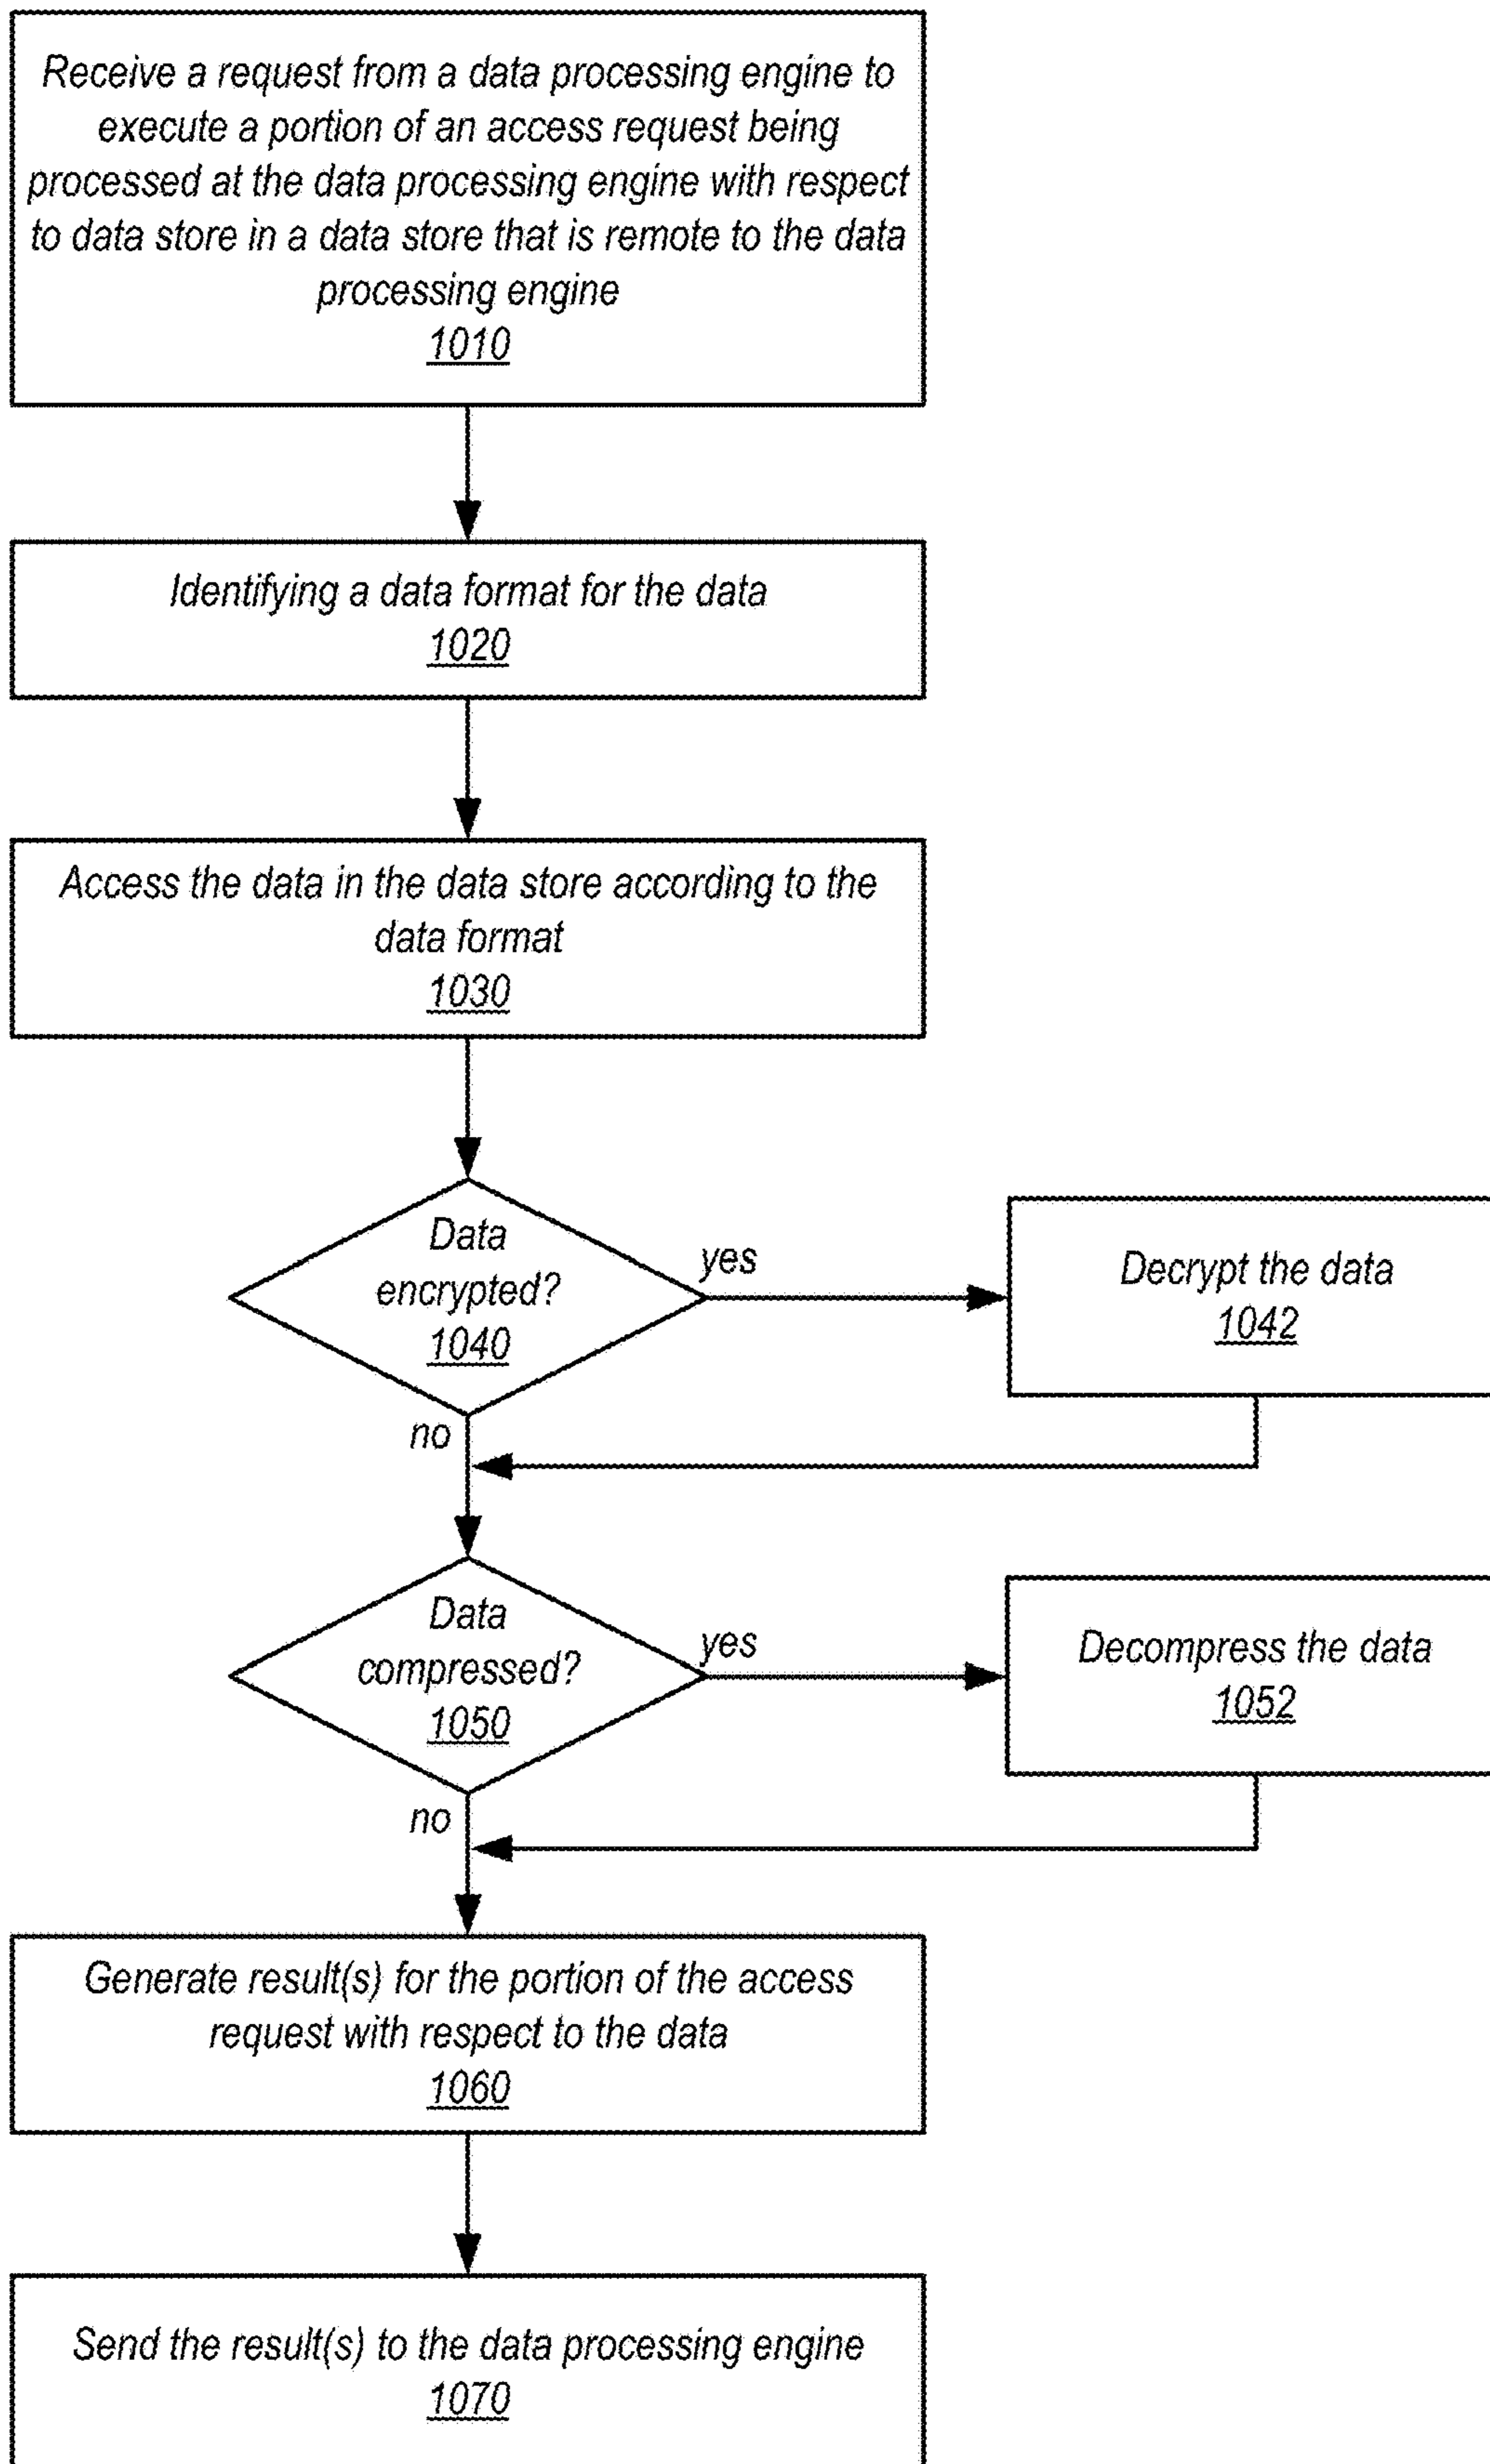 Receive a request from a data processing engine to
execute a portion of an access request being
processed at the data processing engine with respect
to data store in a data store that is remote to the data
processing engine
1010
Identifying a data format for the data
1020
Access the data in the data store according to the
data format
1030
Data
encrypted?
1040
yes
Decrypt the data
1042
no
Data
compressed?
1050
yes
Decompress the data
1052
no
Generate result(s) for the portion of the access
request with respect to the data
1060
Send the result(s) to the data processing engine
1070